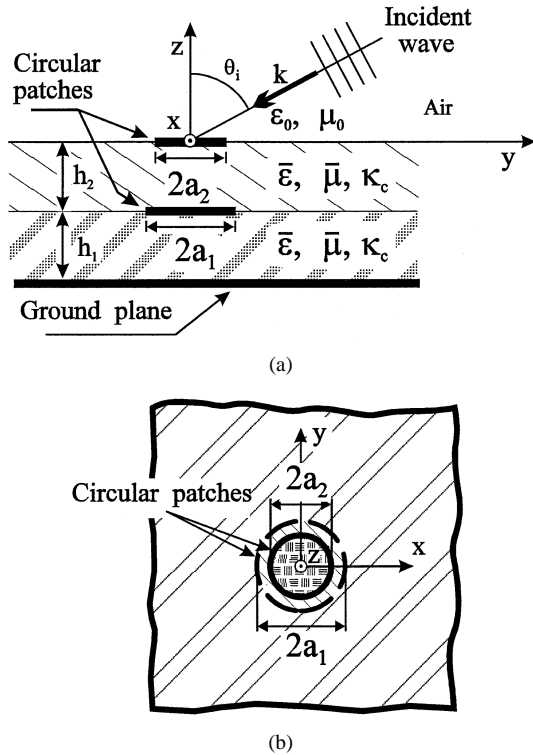 Incident
wave
z
θi
k
Circular
patches
x
ε0, μ0
Air
y
h2
2a2
ε̄, μ̄, κc
h1
2a1
ε̄, μ̄, κc
Ground plane
(a)
y
2a2
Circular patches
z
x
2a1
(b)